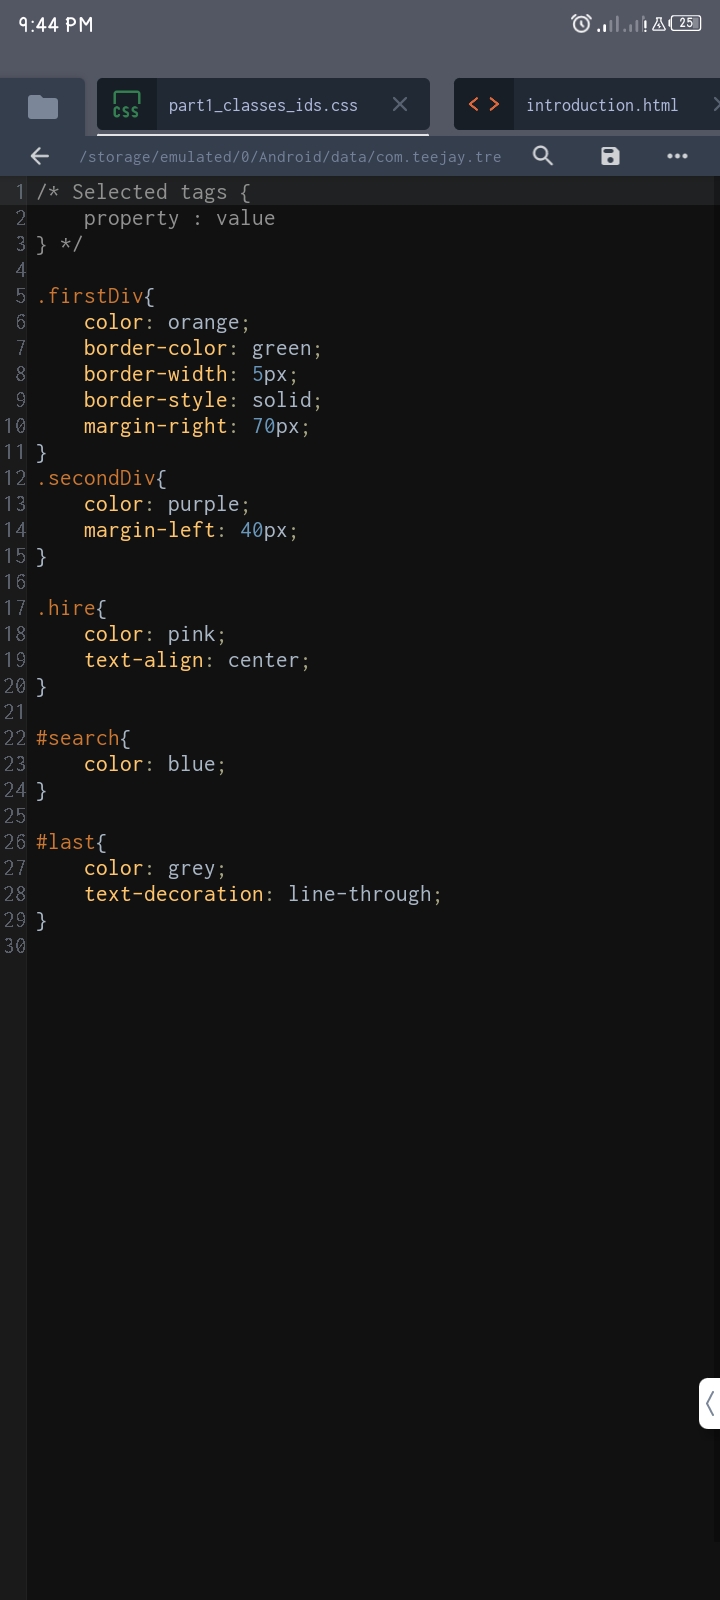 9:44 PM
25
CSS
part1_classes_ids.css
introduction.html
/storage/emulated/0/Android/data/com.teejay.tre
1 /* Selected tags {
2     property : value
3 } */
4
5 .firstDiv{
6     color: orange;
7     border-color: green;
8     border-width: 5px;
9     border-style: solid;
10     margin-right: 70px;
11 }
12 .secondDiv{
13     color: purple;
14     margin-left: 40px;
15 }
16
17 .hire{
18     color: pink;
19     text-align: center;
20 }
21
22 #search{
23     color: blue;
24 }
25
26 #last{
27     color: grey;
28     text-decoration: line-through;
29 }
30